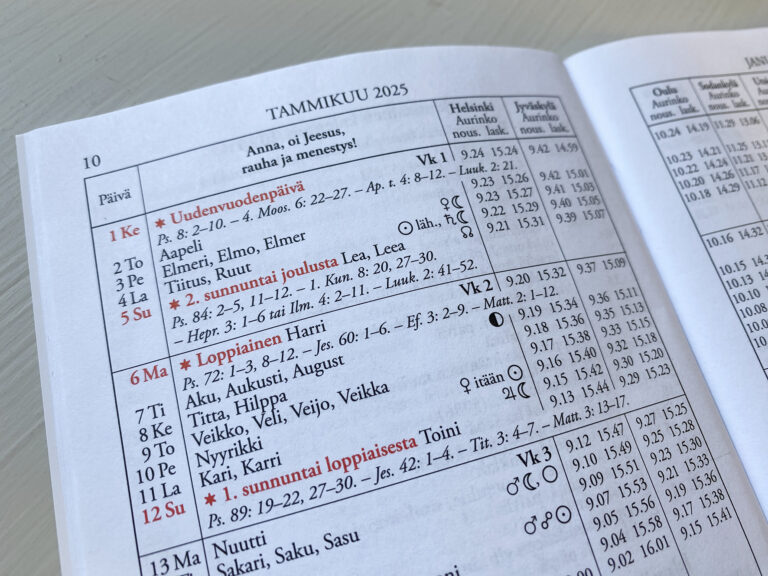 TAMMIKUU 2025
10
Päivä
Anna, oi Jeesus,
rauha ja menestys!
Helsinki
Aurinko
nous. lask.
Jyväskylä
Aurinko
nous. lask.
Vk 1
1 Ke ✶ Uudenvuodenpäivä 9.24 15.24 9.42 14.59
Ps. 8: 2–10. – 4. Moos. 6: 22–27. – Ap. t. 4: 8–12. – Luuk. 2: 21.
2 To Aapeli 9.23 15.26 9.42 15.01
3 Pe Elmeri, Elmo, Elmer ♀☾ 9.23 15.27 9.41 15.03
4 La Tiitus, Ruut ☉ läh., ♄☾ 9.22 15.29 9.40 15.05
5 Su ✶ 2. sunnuntai joulusta Lea, Leea ☊ 9.21 15.31 9.39 15.07
Ps. 84: 2–5, 11–12. – 1. Kun. 8: 20, 27–30.
– Hepr. 3: 1–6 tai Ilm. 4: 2–11. – Luuk. 2: 41–52.
Vk 2
6 Ma ✶ Loppiainen Harri 9.20 15.32 9.37 15.09
Ps. 72: 1–3, 8–12. – Jes. 60: 1–6. – Ef. 3: 2–9. – Matt. 2: 1–12.
7 Ti Aku, Aukusti, August ◐ 9.19 15.34 9.36 15.11
8 Ke Titta, Hilppa 9.18 15.36 9.35 15.13
9 To Veikko, Veli, Veijo, Veikka 9.17 15.38 9.33 15.15
10 Pe Nyyrikki ♀ itään ☉ 9.16 15.40 9.32 15.18
11 La Kari, Karri ♃☾ 9.15 15.42 9.30 15.20
12 Su ✶ 1. sunnuntai loppiaisesta Toini 9.13 15.44 9.29 15.23
Ps. 89: 19–22, 27–30. – Jes. 42: 1–4. – Tit. 3: 4–7. – Matt. 3: 13–17.
Vk 3
13 Ma Nuutti ♂☾, ○ 9.12 15.47 9.27 15.25
Sakari, Saku, Sasu 9.10 15.49 9.25 15.28
9.09 15.51 9.23 15.30
♂☍☉ 9.07 15.53 9.21 15.33
9.05 15.56 9.19 15.36
9.04 15.58 9.17 15.38
9.02 16.01 9.15 15.41
Oulu
Aurinko
nous. lask.
Sodankylä
Aurinko
nous. lask.
10.24 14.19 11.29 13.06
10.23 14.21
10.22 14.24
10.20 14.26
10.18 14.29
10.16 14.32